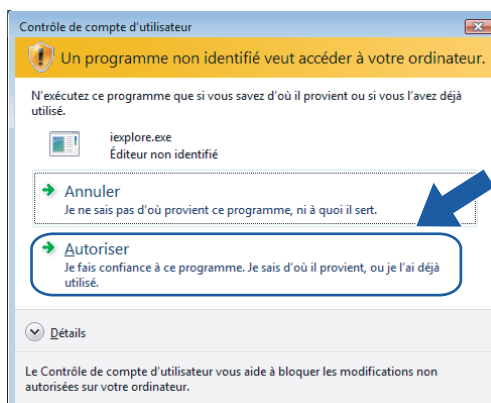 Contrôle de compte d'utilisateur
Un programme non identifié veut accéder à votre ordinateur.
N'exécutez ce programme que si vous savez d'où il provient ou si vous l'avez déjà
utilisé.
iexplore.exe
Éditeur non identifié
Annuler
Je ne sais pas d'où provient ce programme, ni à quoi il sert.
Autoriser
Je fais confiance à ce programme. Je sais d'où il provient, ou je l'ai déjà
utilisé.
Détails
Le Contrôle de compte d'utilisateur vous aide à bloquer les modifications non
autorisées sur votre ordinateur.